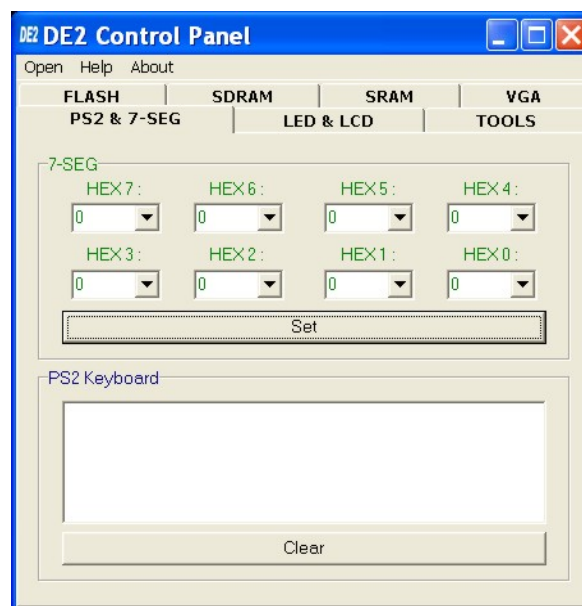 DE2 DE2 Control Panel
Open Help About
FLASH SDRAM SRAM VGA
PS2 & 7-SEG LED & LCD TOOLS
7-SEG
HEX7: HEX6: HEX5: HEX4:
0 0 0 0
HEX3: HEX2: HEX1: HEX0:
0 0 0 0
Set
PS2 Keyboard
Clear